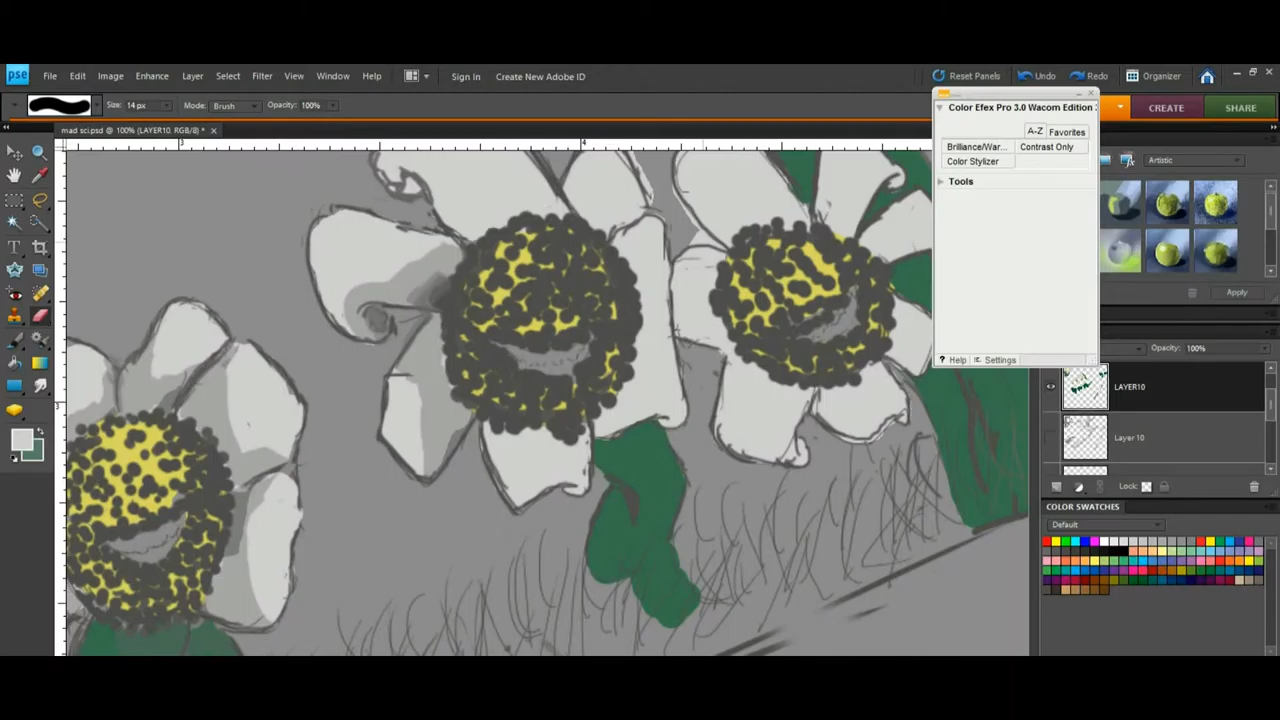 pse File Edit Image Enhance Layer Select Filter View Window Help Sign In Create New Adobe ID Reset Panels Undo Redo Organizer
Size: 14 px Mode: Brush Opacity: 100%
Color Efex Pro 3.0 Wacom Edition
CREATE SHARE
mad sci.psd @ 100% (LAYER10, RGB/8) *
A-Z Favorites
Brilliance/War... Contrast Only
Color Stylizer
Tools
Artistic
3 4
T
Apply
Help Settings
Opacity: 100%
LAYER10
Layer 10
3
Lock:
COLOR SWATCHES
Default